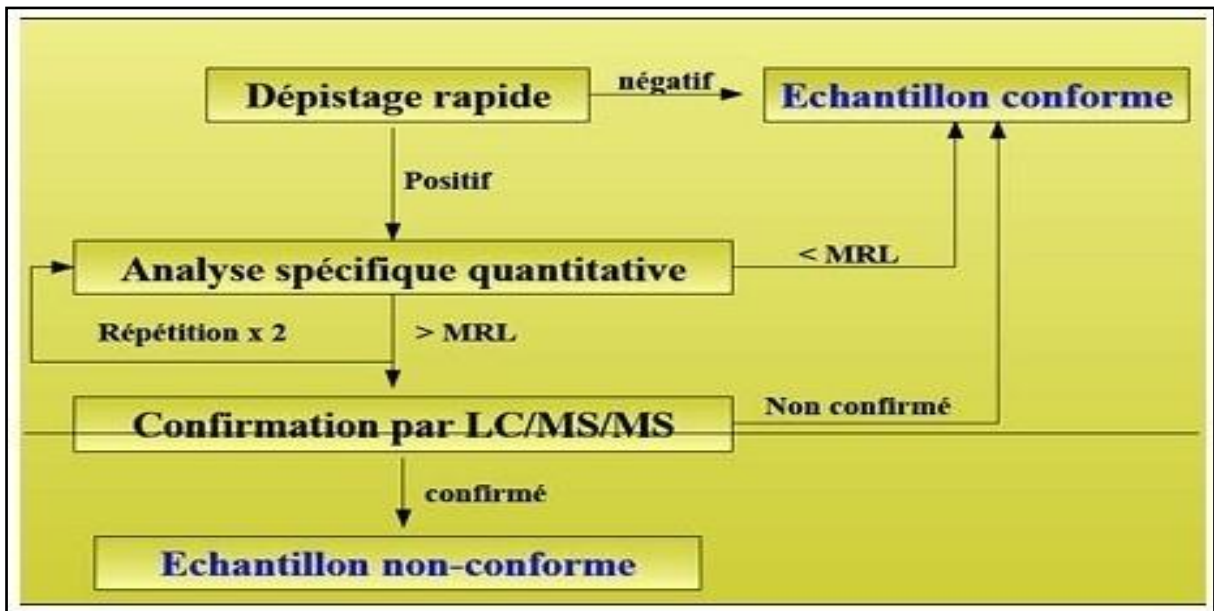 Dépistage rapide
négatif
Echantillon conforme
Positif
Analyse spécifique quantitative
< MRL
Répétition x 2
> MRL
Confirmation par LC/MS/MS
Non confirmé
confirmé
Echantillon non-conforme